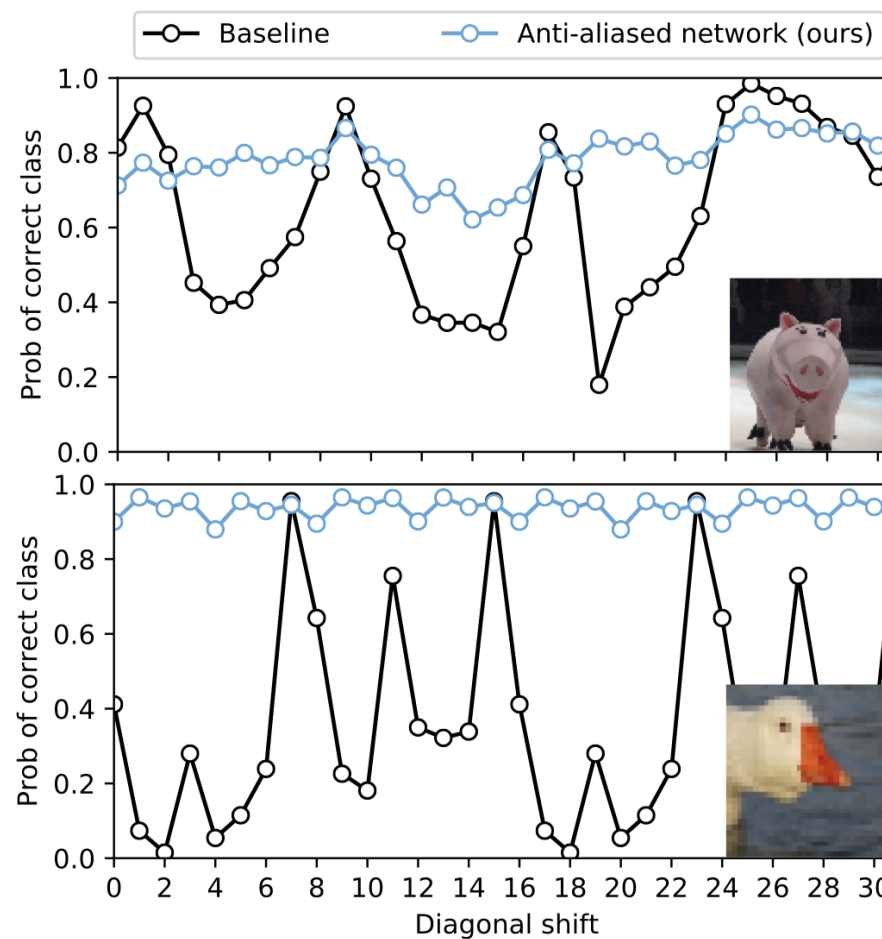 Baseline
Anti-aliased network (ours)
1.0
0.8
0.6
0.4
0.2
0.0
Prob of correct class
1.0
0.8
0.6
0.4
0.2
0.0
Prob of correct class
0 2 4 6 8 10 12 14 16 18 20 22 24 26 28 30
Diagonal shift